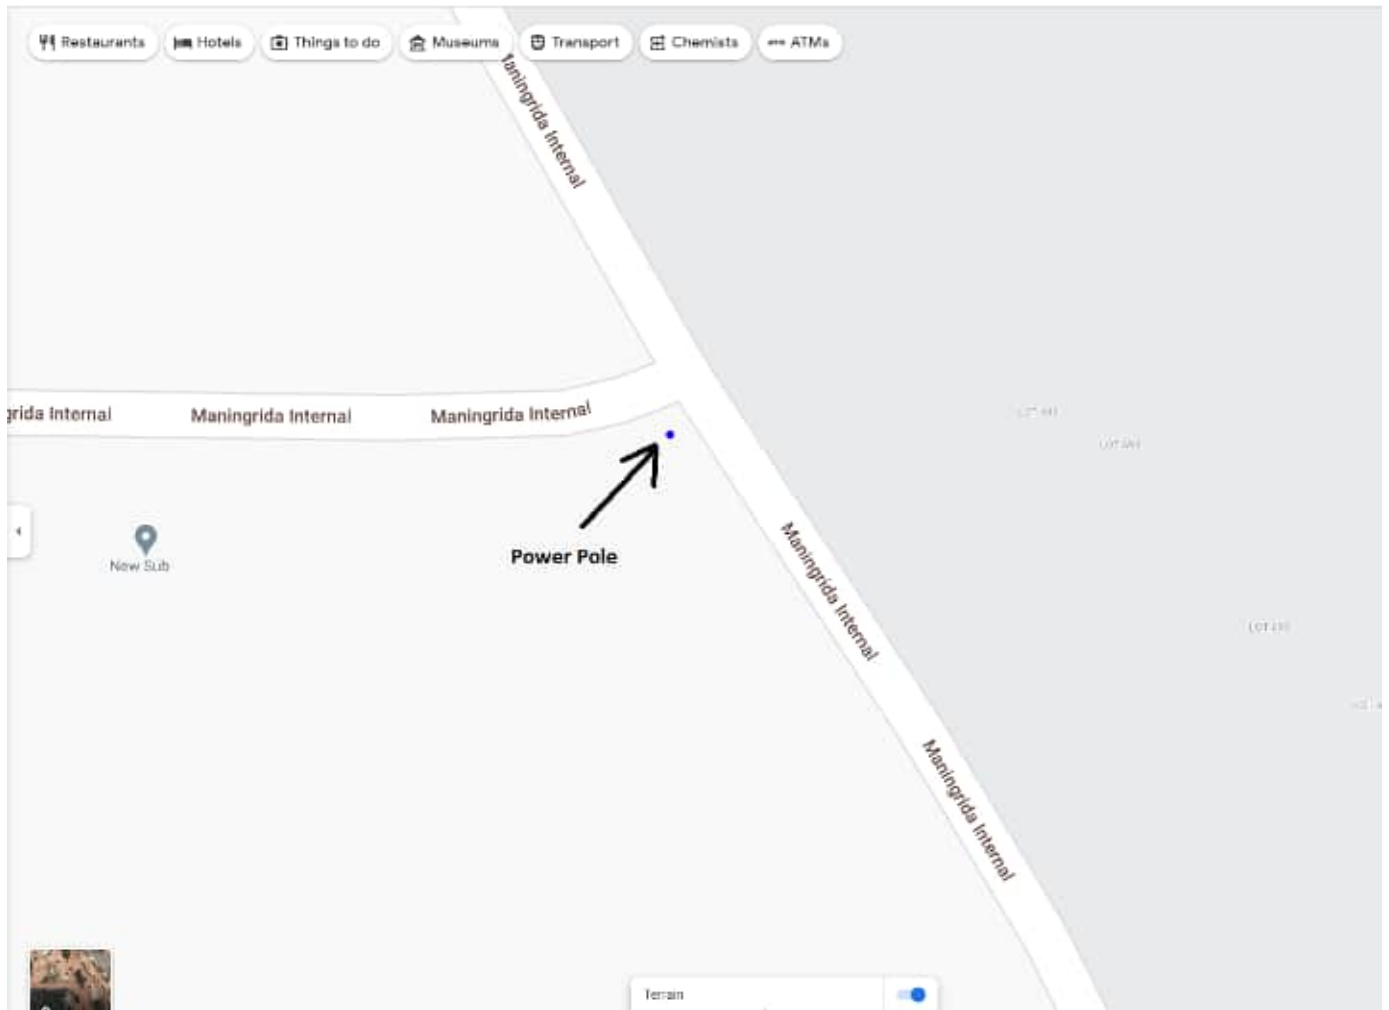 Restaurants
Hotels
Things to do
Museums
Transport
Chemists
ATMs
Maningrida Internal
grida Internal
Maningrida Internal
Maningrida Internal
Power Pole
New Sub
Maningrida Internal
Maningrida Internal
Terrain